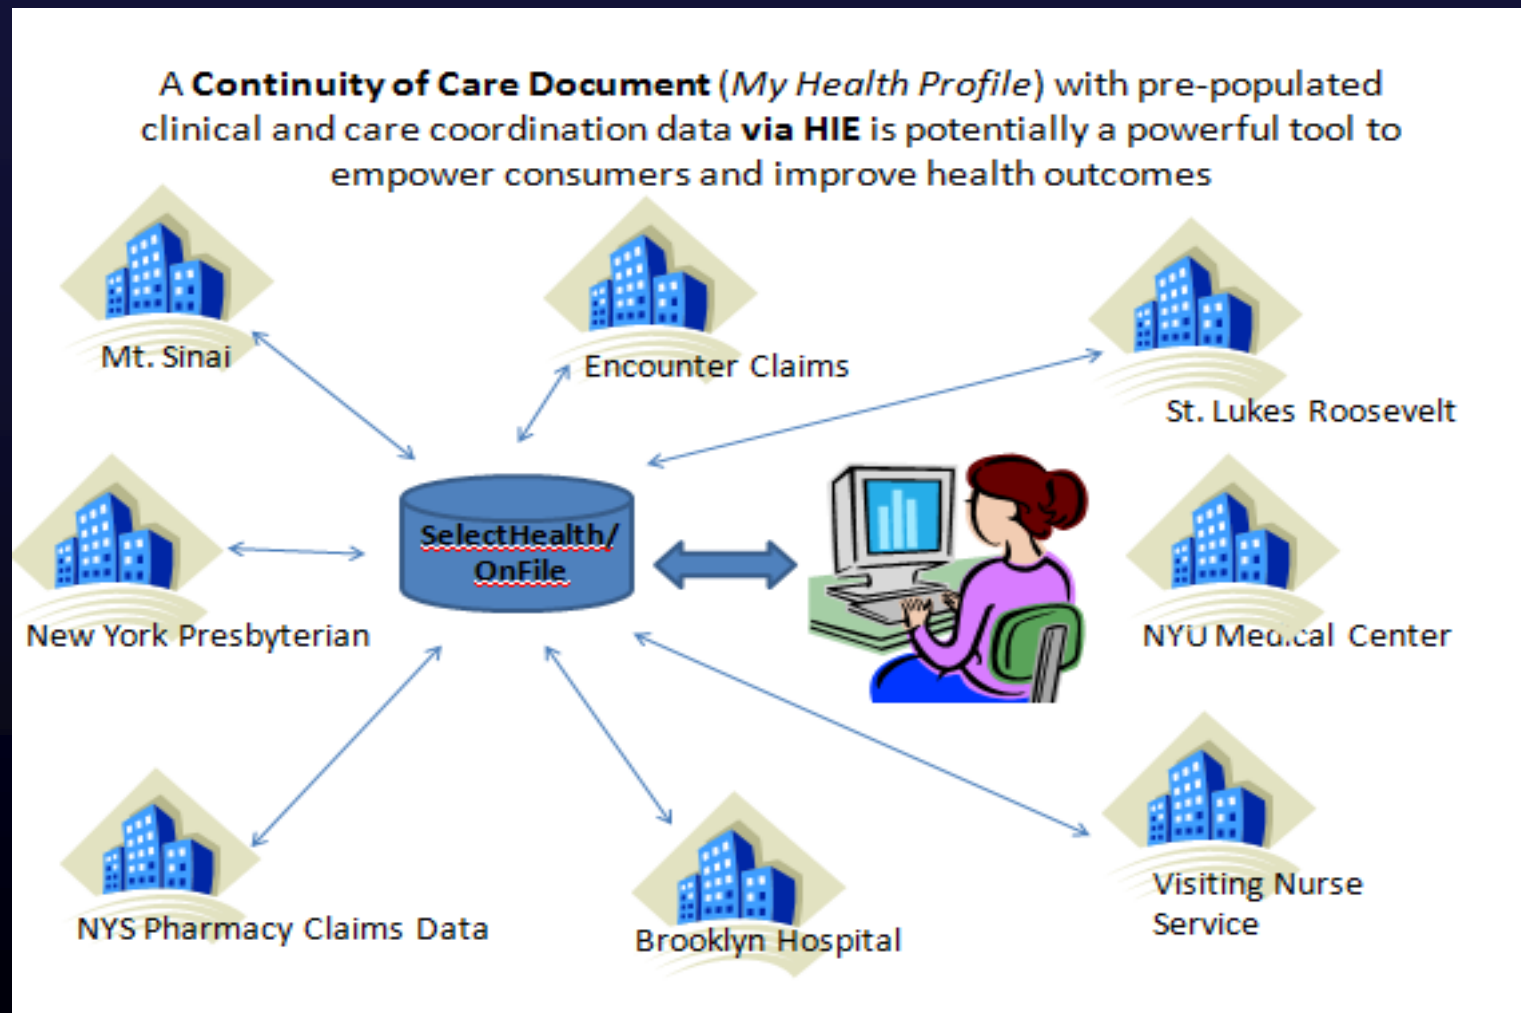 A Continuity of Care Document (My Health Profile) with pre-populated
clinical and care coordination data via HIE is potentially a powerful tool to
empower consumers and improve health outcomes
Mt. Sinai
Encounter Claims
St. Lukes Roosevelt
SelectHealth/
OnFile
New York Presbyterian
NYU Medical Center
NYS Pharmacy Claims Data
Brooklyn Hospital
Visiting Nurse
Service